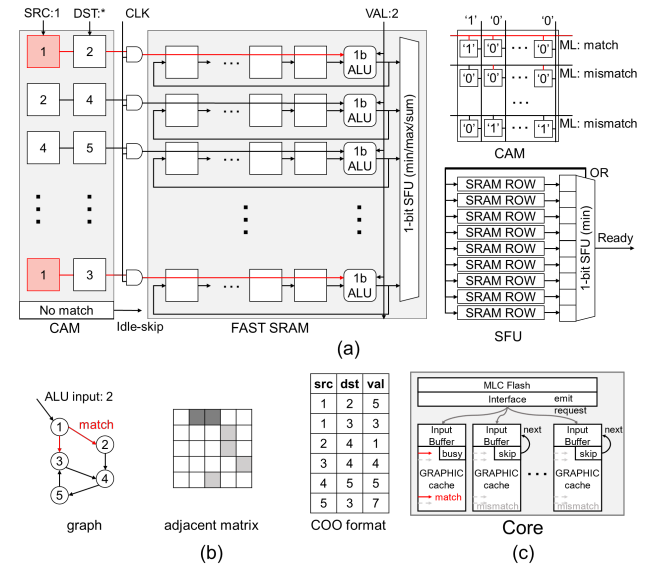 SRC:1 DST:* CLK VAL:2
1 2 1b ALU
2 4 1b ALU
4 5 1b ALU
1 3 1b ALU
No match
CAM
Idle-skip
FAST SRAM
1-bit SFU (min/max/sum)
'1' '0' '0'
'1' '0' '0' ML: match
'0' '0' '0' ML: mismatch
'0' '1' '1' ML: mismatch
CAM
OR
SRAM ROW
SRAM ROW
SRAM ROW
SRAM ROW
SRAM ROW
SRAM ROW
SRAM ROW
SRAM ROW
SRAM ROW
1-bit SFU (min)
Ready
SFU
(a)
ALU input: 2
match
1
2
3
4
5
graph
adjacent matrix
(b)
src dst val
1 2 5
1 3 3
2 4 1
3 4 4
4 5 5
5 3 7
COO format
MLC Flash
Interface
emit
request
Input Buffer
busy
GRAPHIC cache
match
Input Buffer
next
skip
GRAPHIC cache
mismatch
Input Buffer
next
skip
GRAPHIC cache
mismatch
Core
(c)